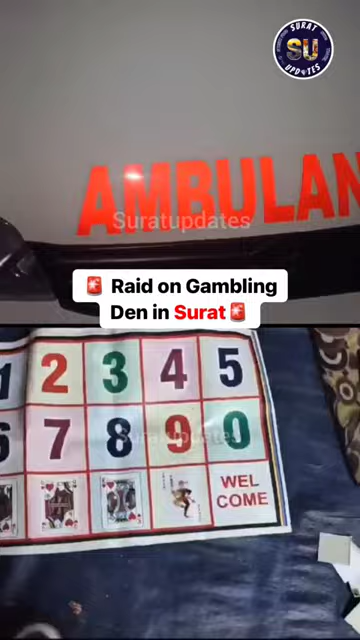 SURAT
SU
UPDATES
AMBULAN
Suratupdates
🚨 Raid on Gambling
Den in Surat 🚨
1 2 3 4 5
6 7 8 9 0
Suratupdates
WEL
COME